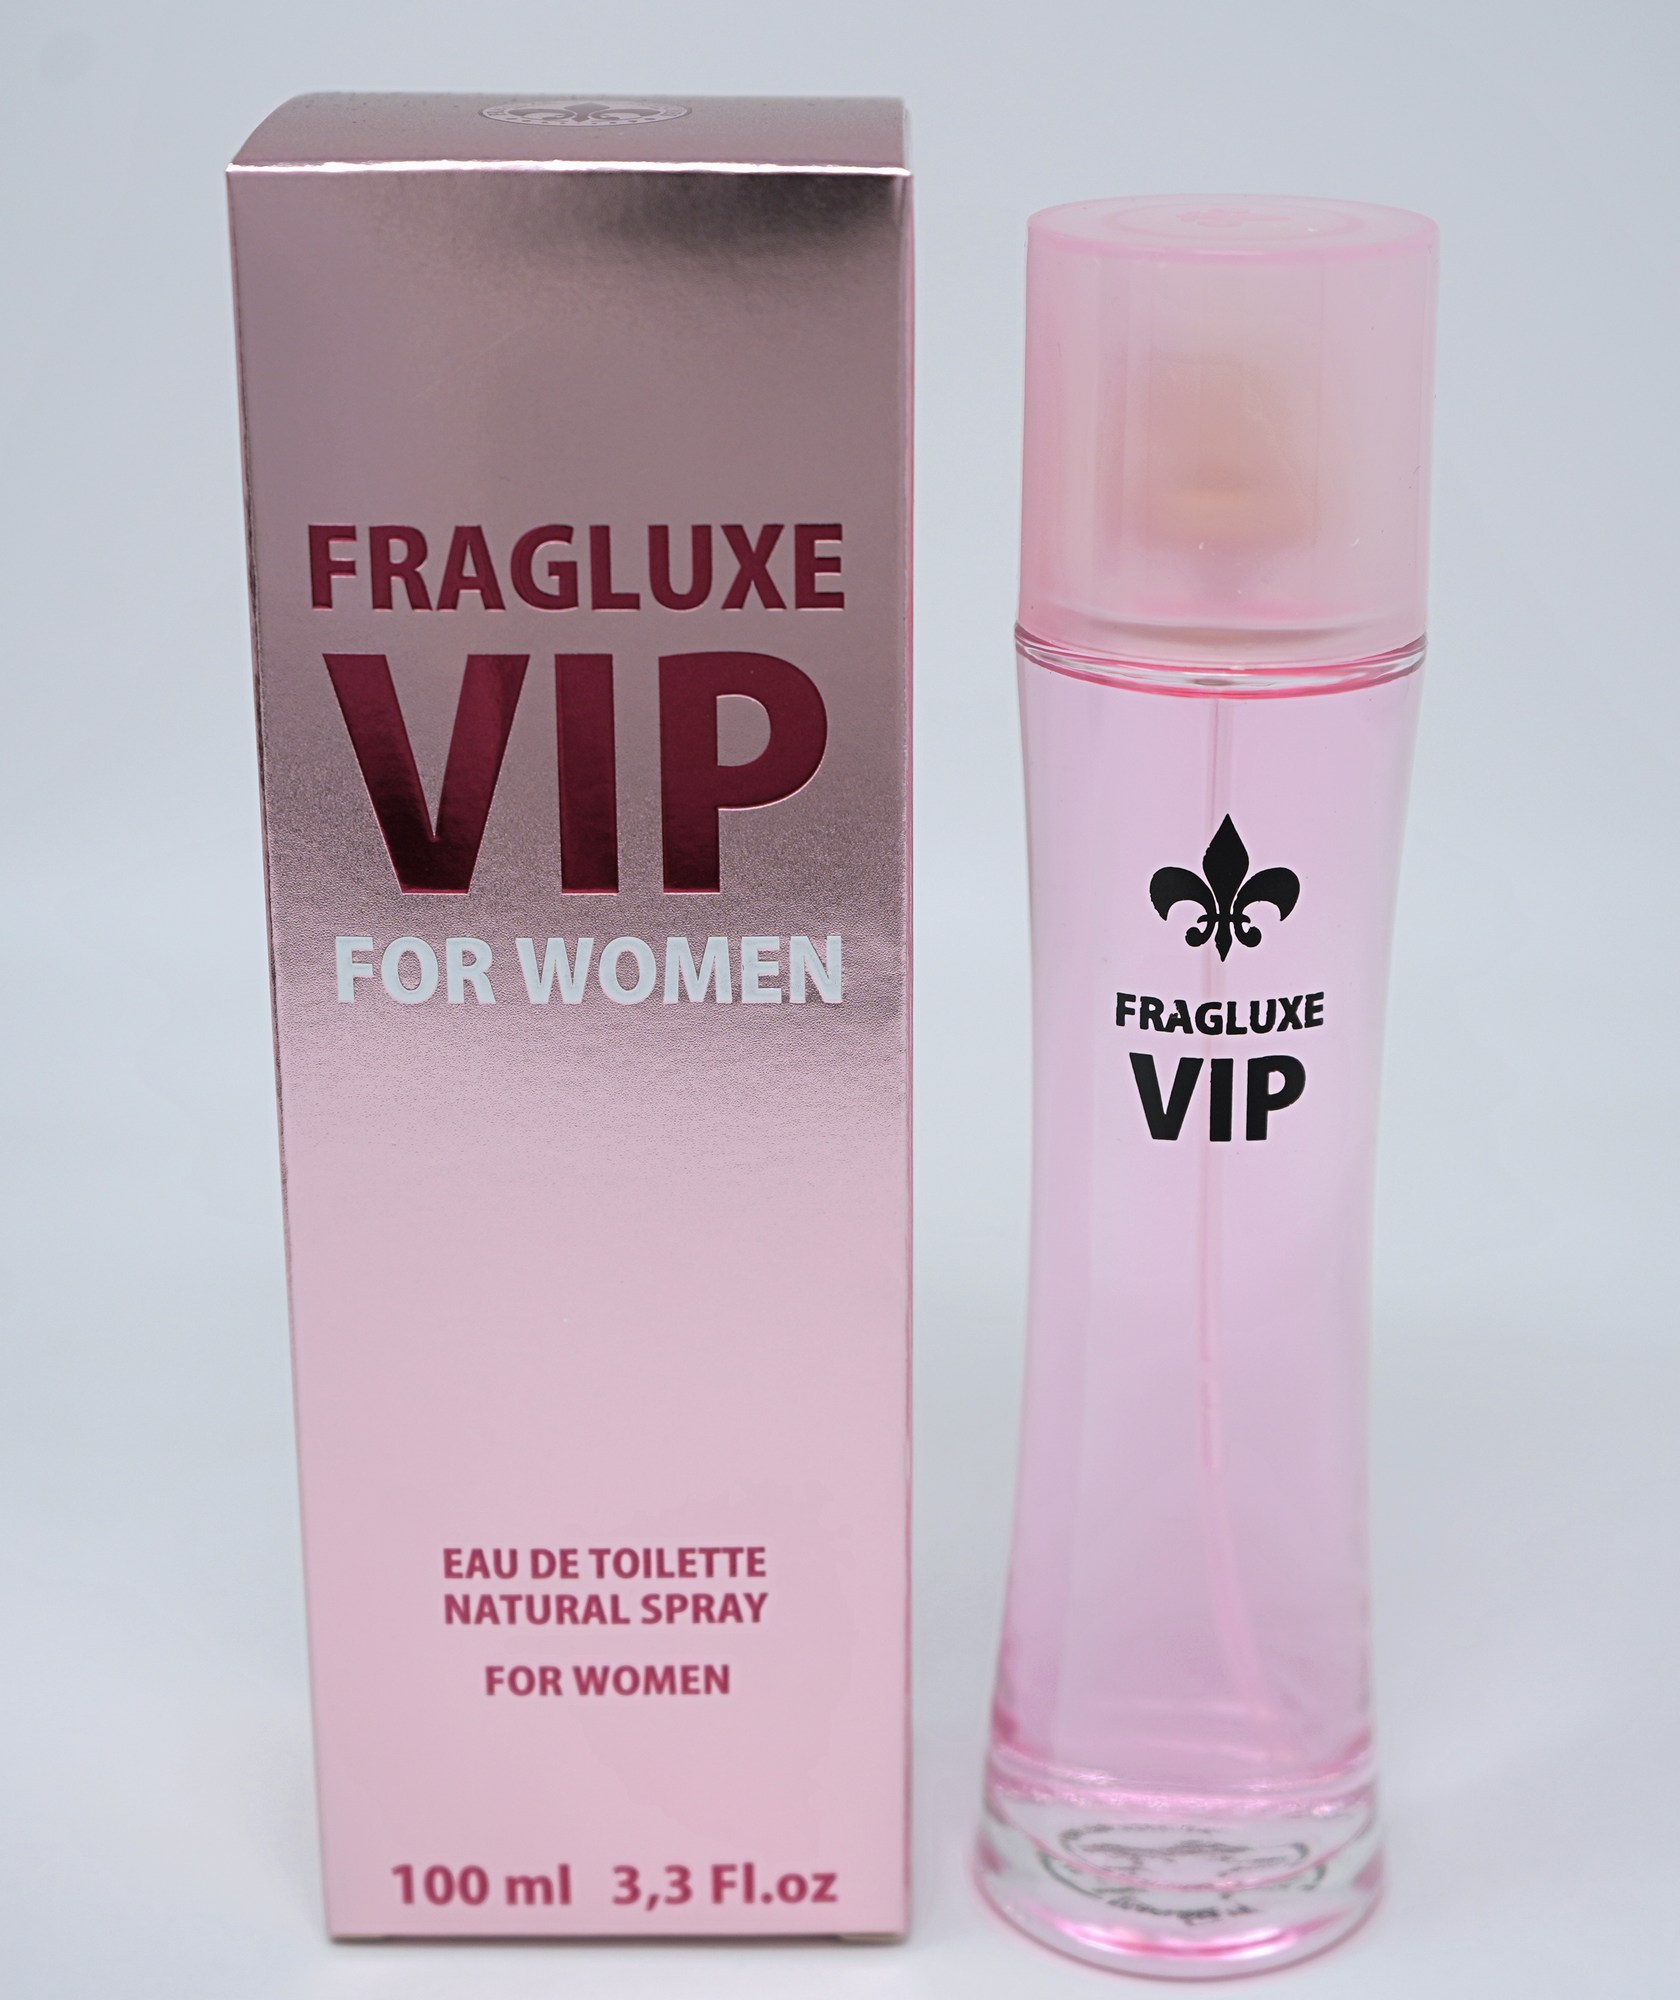 FRAGLUXE
VIP
FOR WOMEN
EAU DE TOILETTE
NATURAL SPRAY
FOR WOMEN
100 ml 3,3 Fl.oz
FRAGLUXE
VIP